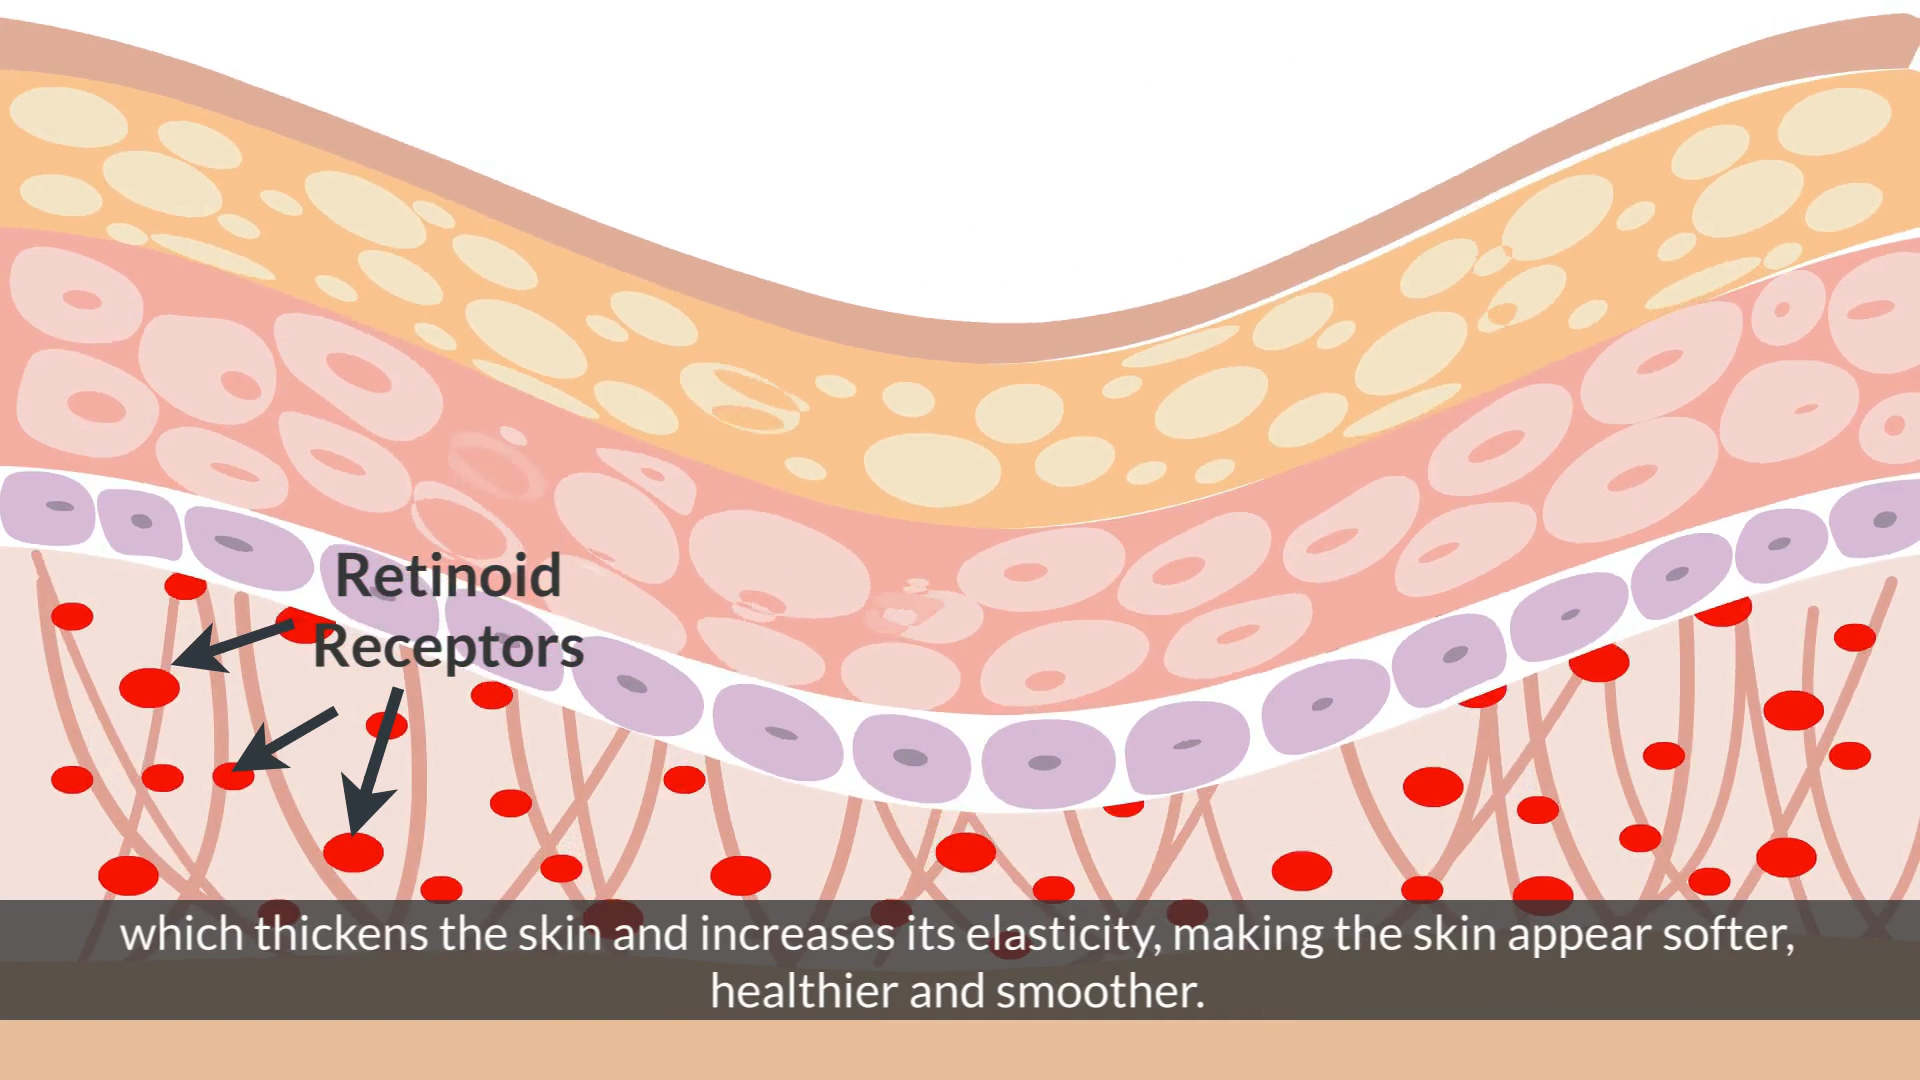 Retinoid
Receptors
which thickens the skin and increases its elasticity, making the skin appear softer,
healthier and smoother.